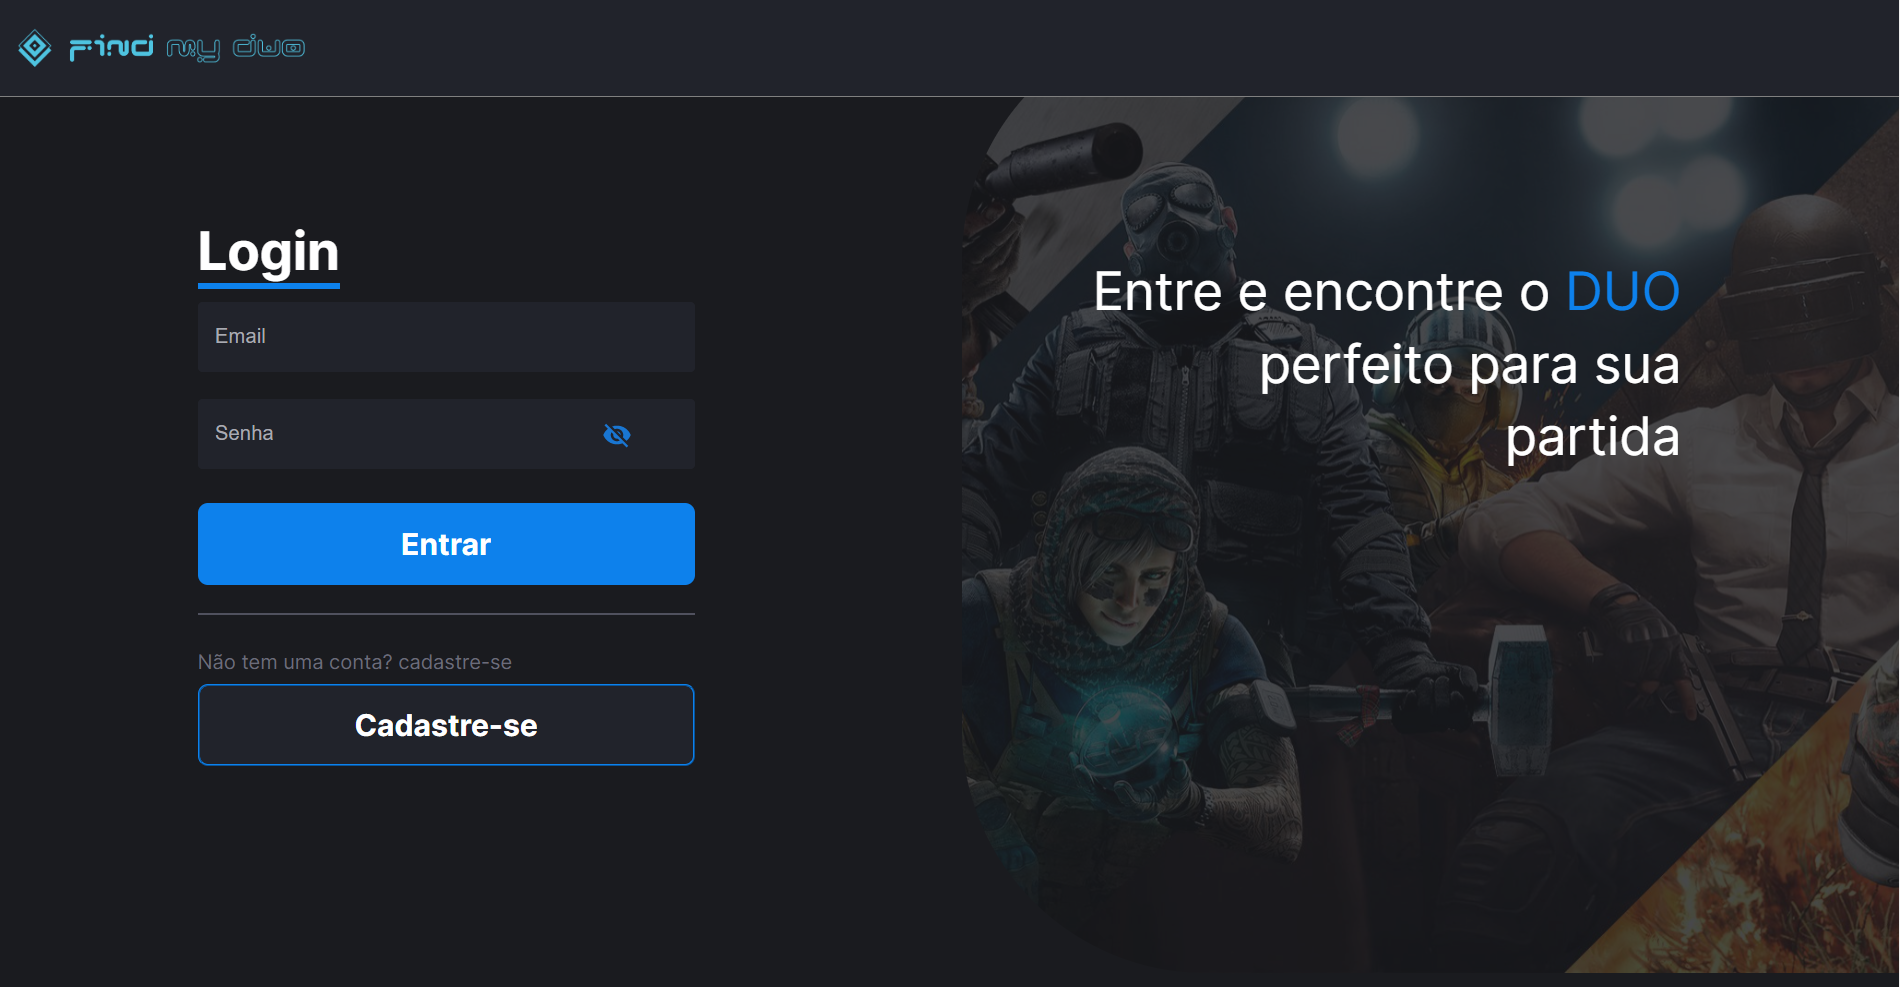 Find my duo
Login
Email
Senha
Entrar
Não tem uma conta? cadastre-se
Cadastre-se
Entre e encontre o DUO
perfeito para sua
partida